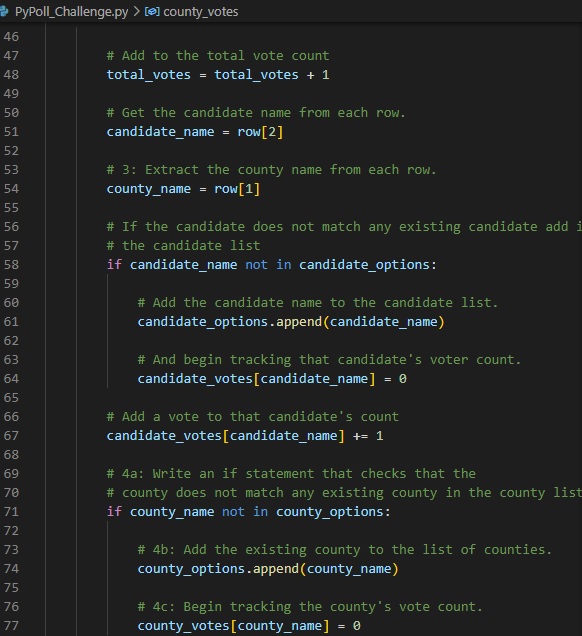 PyPoll_Challenge.py > county_votes
46
47 # Add to the total vote count
48 total_votes = total_votes + 1
49
50 # Get the candidate name from each row.
51 candidate_name = row[2]
52
53 # 3: Extract the county name from each row.
54 county_name = row[1]
55
56 # If the candidate does not match any existing candidate add i
57 # the candidate list
58 if candidate_name not in candidate_options:
59
60 # Add the candidate name to the candidate list.
61 candidate_options.append(candidate_name)
62
63 # And begin tracking that candidate's voter count.
64 candidate_votes[candidate_name] = 0
65
66 # Add a vote to that candidate's count
67 candidate_votes[candidate_name] += 1
68
69 # 4a: Write an if statement that checks that the
70 # county does not match any existing county in the county list
71 if county_name not in county_options:
72
73 # 4b: Add the existing county to the list of counties.
74 county_options.append(county_name)
75
76 # 4c: Begin tracking the county's vote count.
77 county_votes[county_name] = 0